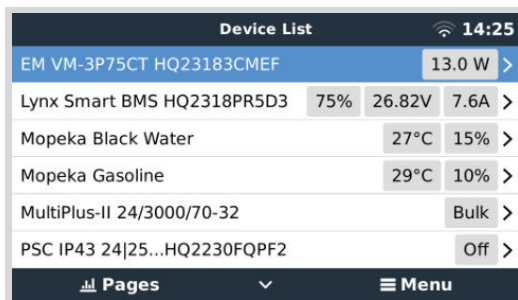 Device List 14:25
EM VM-3P75CT HQ23183CMEF 13.0 W
Lynx Smart BMS HQ2318PR5D3 75% 26.82V 7.6A
Mopeka Black Water 27°C 15%
Mopeka Gasoline 29°C 10%
MultiPlus-II 24/3000/70-32 Bulk
PSC IP43 24|25...HQ2230FQPF2 Off
Pages Menu